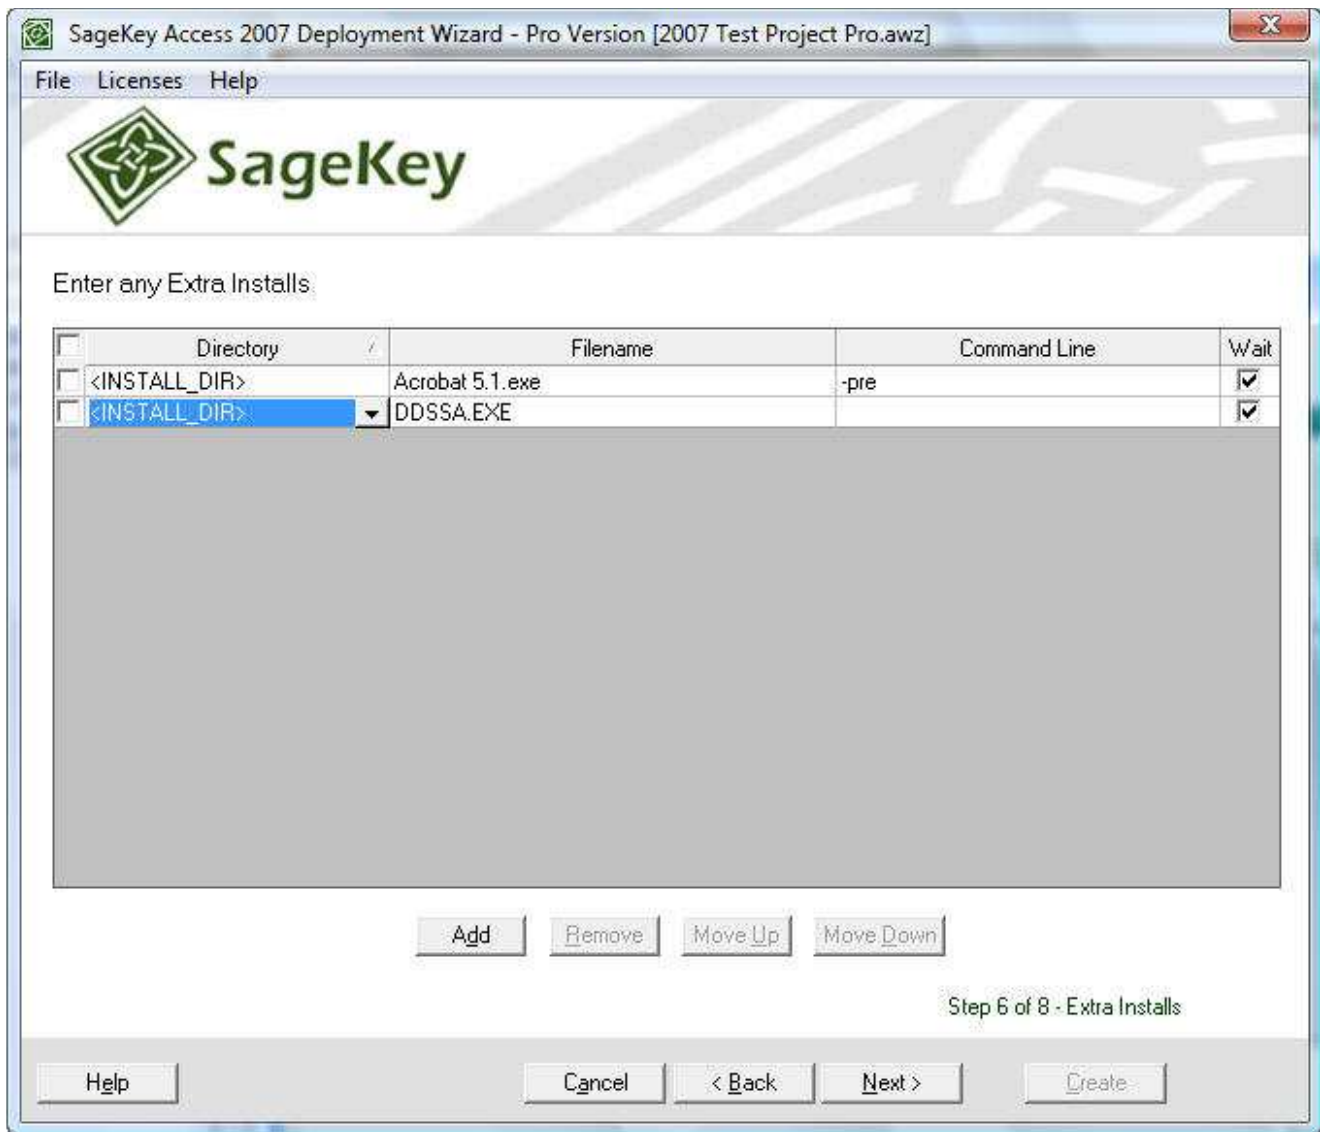 SageKey Access 2007 Deployment Wizard - Pro Version [2007 Test Project Pro.awz]
File Licenses Help
SageKey
Enter any Extra Installs
Directory Filename Command Line Wait
<INSTALL_DIR> Acrobat 5.1.exe -pre
<INSTALL_DIR> DDSSA.EXE
Add Remove Move Up Move Down
Step 6 of 8 - Extra Installs
Help Cancel < Back Next > Create